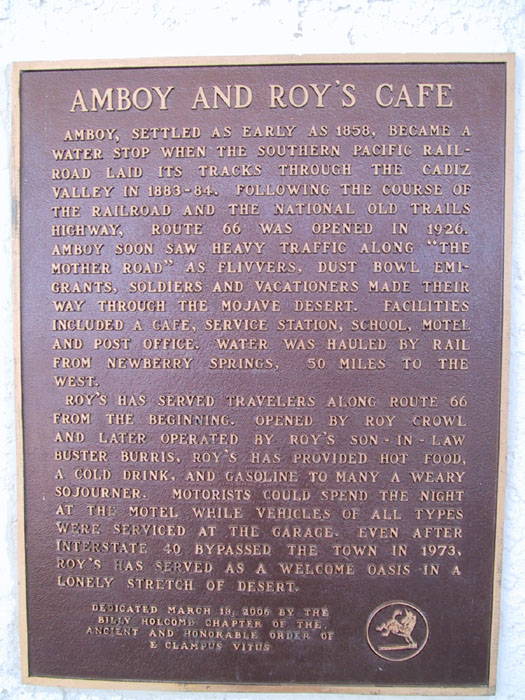 AMBOY AND ROY'S CAFE
AMBOY, SETTLED AS EARLY AS 1858, BECAME A
WATER STOP WHEN THE SOUTHERN PACIFIC RAIL-
ROAD LAID ITS TRACKS THROUGH THE CADIZ
VALLEY IN 1883-84. FOLLOWING THE COURSE OF
THE RAILROAD AND THE NATIONAL OLD TRAILS
HIGHWAY, ROUTE 66 WAS OPENED IN 1926.
AMBOY SOON SAW HEAVY TRAFFIC ALONG "THE
MOTHER ROAD" AS FLIVVERS, DUST BOWL EMI-
GRANTS, SOLDIERS AND VACATIONERS MADE THEIR
WAY THROUGH THE MOJAVE DESERT. FACILITIES
INCLUDED A CAFE, SERVICE STATION, SCHOOL, MOTEL
AND POST OFFICE. WATER WAS HAULED BY RAIL
FROM NEWBERRY SPRINGS, 50 MILES TO THE
WEST.
ROY'S HAS SERVED TRAVELERS ALONG ROUTE 66
FROM THE BEGINNING. OPENED BY ROY CROWL
AND LATER OPERATED BY ROY'S SON-IN-LAW
BUSTER BURRIS, ROY'S HAS PROVIDED HOT FOOD,
A COLD DRINK, AND GASOLINE TO MANY A WEARY
SOJOURNER. MOTORISTS COULD SPEND THE NIGHT
AT THE MOTEL WHILE VEHICLES OF ALL TYPES
WERE SERVICED AT THE GARAGE. EVEN AFTER
INTERSTATE 40 BYPASSED THE TOWN IN 1973,
ROY'S HAS SERVED AS A WELCOME OASIS IN A
LONELY STRETCH OF DESERT.
DEDICATED MARCH 18, 2006 BY THE
BILLY HOLCOMB CHAPTER OF THE
ANCIENT AND HONORABLE ORDER OF
E CLAMPUS VITUS